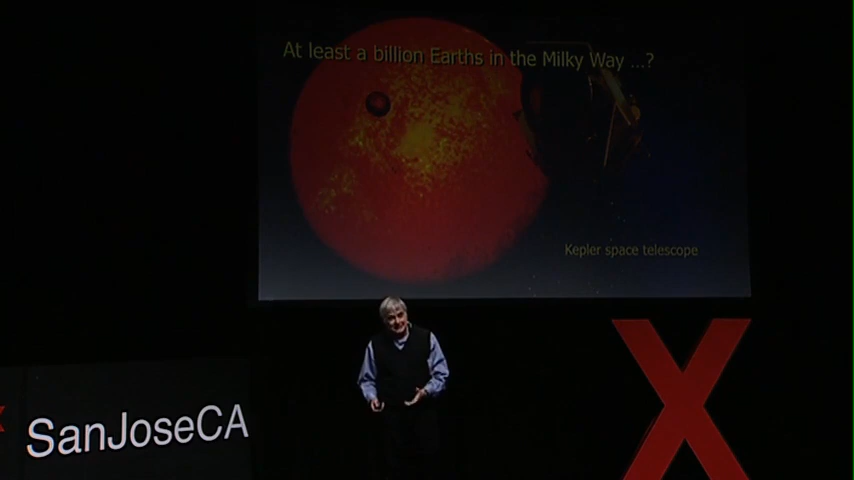 At least a billion Earths in the Milky Way ...?
Kepler space telescope
x
SanJoseCA
X